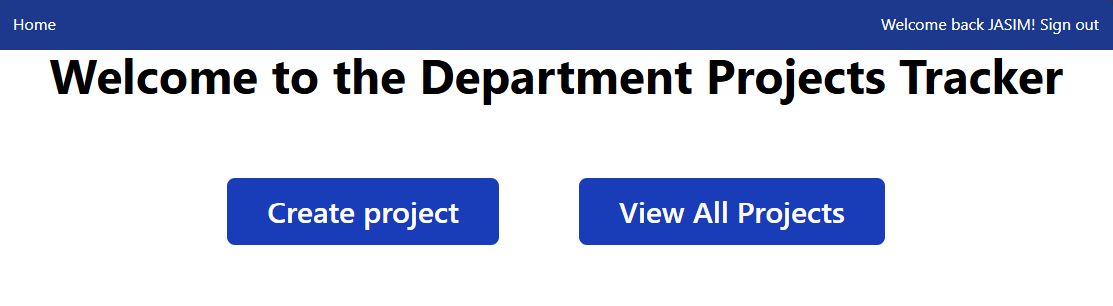 Home
Welcome back JASIM! Sign out
Welcome to the Department Projects Tracker
Create project
View All Projects